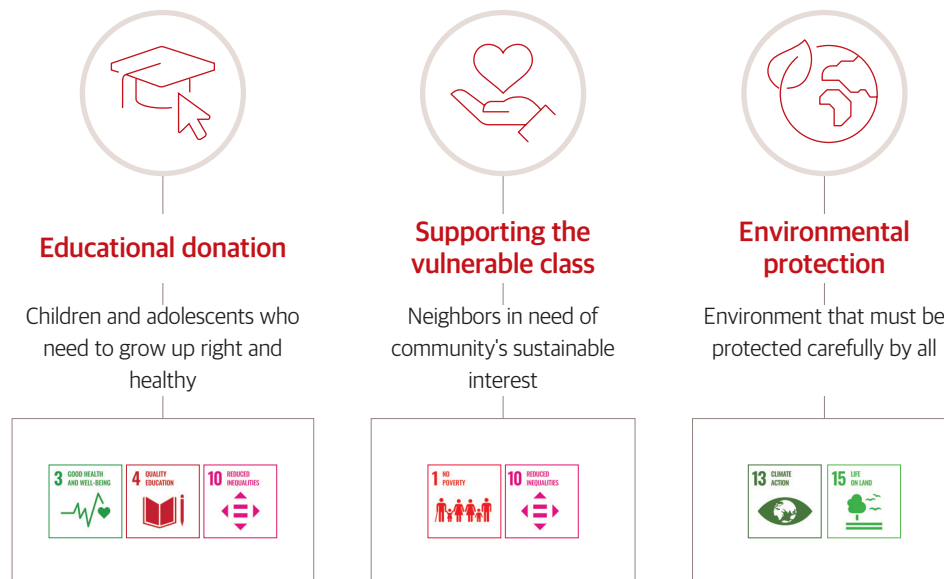 Educational donation
Children and adolescents who
need to grow up right and
healthy
3 GOOD HEALTH
AND WELL-BEING
4 QUALITY
EDUCATION
10 REDUCED
INEQUALITIES
Supporting the
vulnerable class
Neighbors in need of
community's sustainable
interest
1 NO
POVERTY
10 REDUCED
INEQUALITIES
Environmental
protection
Environment that must be
protected carefully by all
13 CLIMATE
ACTION
15 LIFE
ON LAND